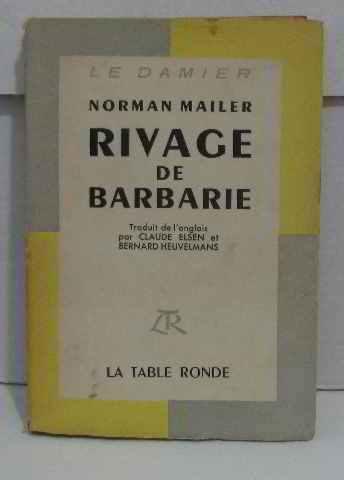 LE DAMIER
NORMAN MAILER
RIVAGE
DE
BARBARIE
Traduit de l'anglais
par CLAUDE ELSEN et
BERNARD HEUVELMANS
LTR
LA TABLE RONDE